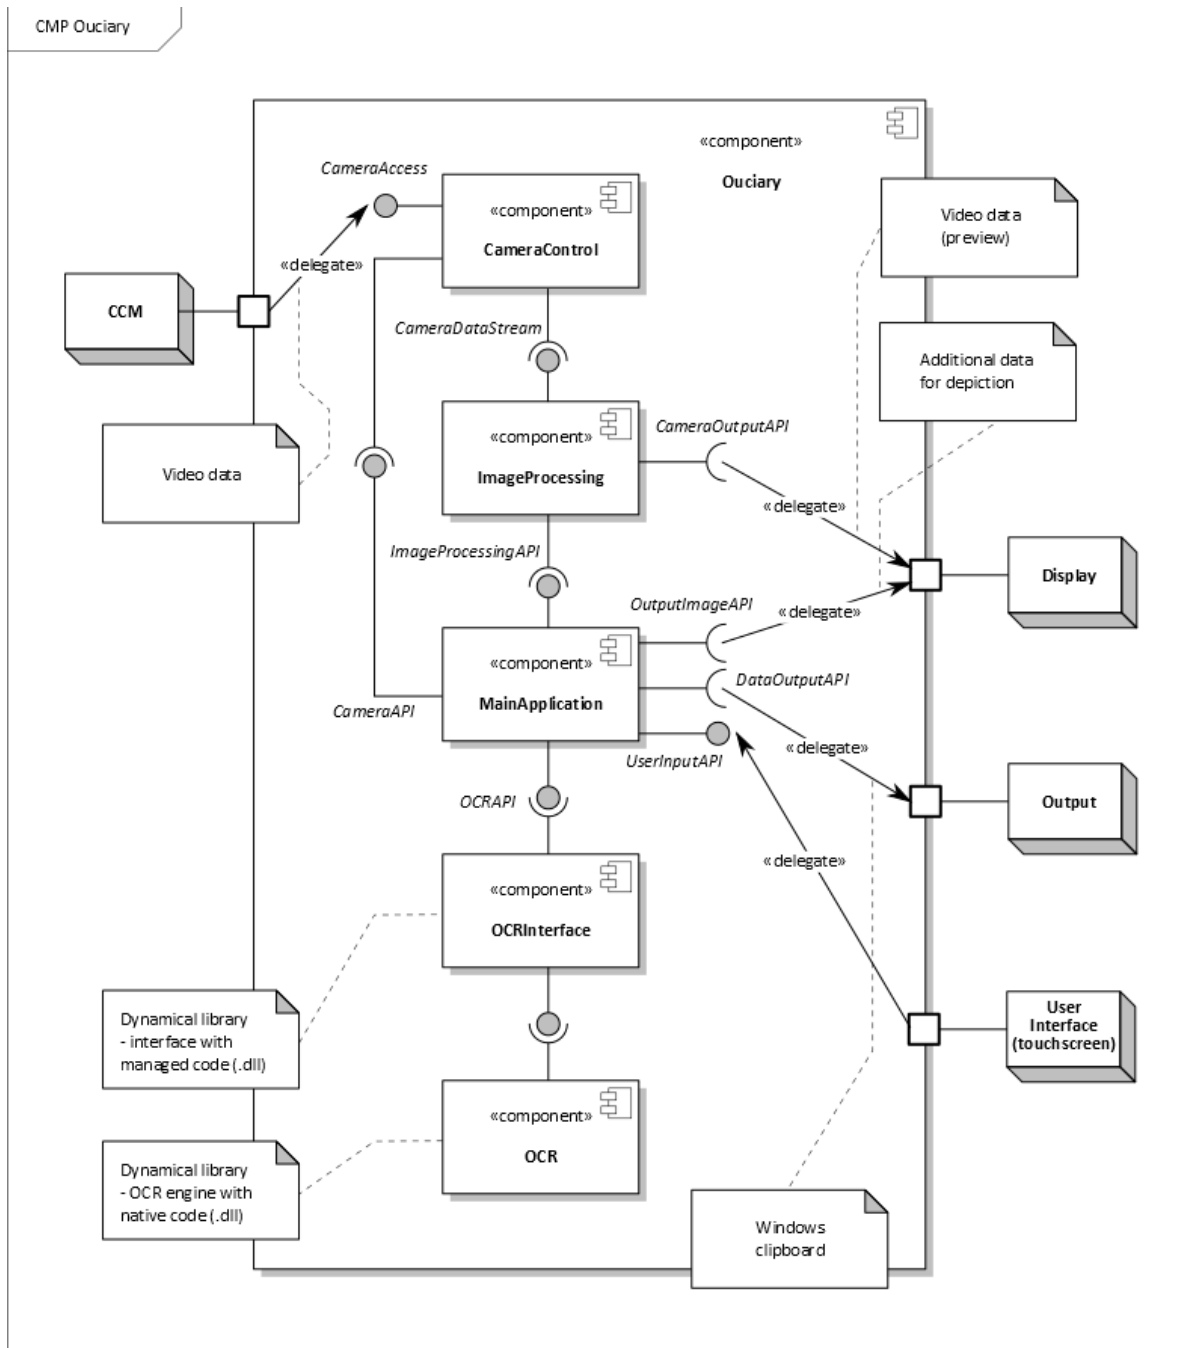 CMP Ouciary
«component»
Ouciary
CameraAccess
«component»
CameraControl
Video data
(preview)
«delegate»
CCM
CameraDataStream
Additional data
for depiction
Video data
«component»
ImageProcessing
CameraOutputAPI
«delegate»
ImageProcessingAPI
Display
OutputImageAPI
«delegate»
«component»
MainApplication
DataOutputAPI
CameraAPI
«delegate»
UserInputAPI
OCRAPI
Output
«delegate»
«component»
OCRInterface
Dynamical library
- interface with
managed code (.dll)
User
Interface
(touchscreen)
«component»
OCR
Dynamical library
- OCR engine with
native code (.dll)
Windows
clipboard